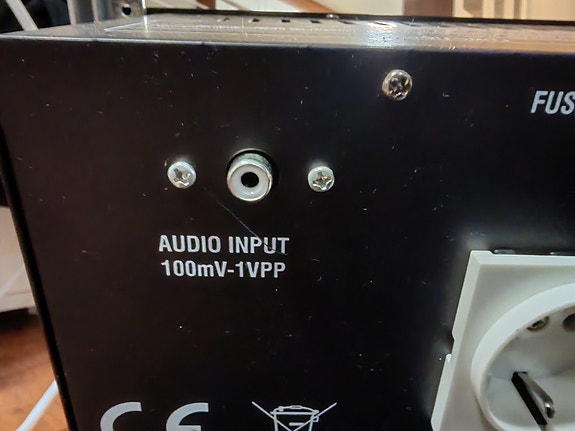 FUS
AUDIO INPUT
100mV-1VPP
CE